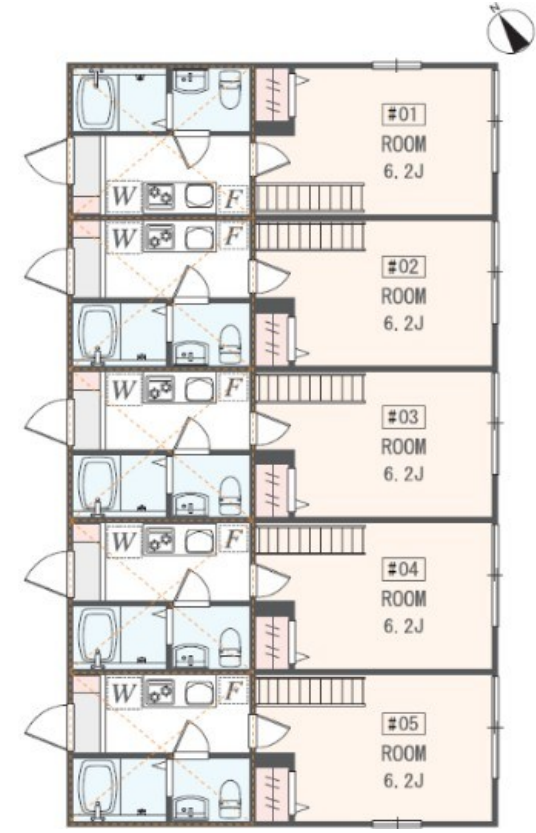 N
#01
ROOM
6.2J
W F
W F
#02
ROOM
6.2J
W F
#03
ROOM
6.2J
W F
#04
ROOM
6.2J
W F
#05
ROOM
6.2J